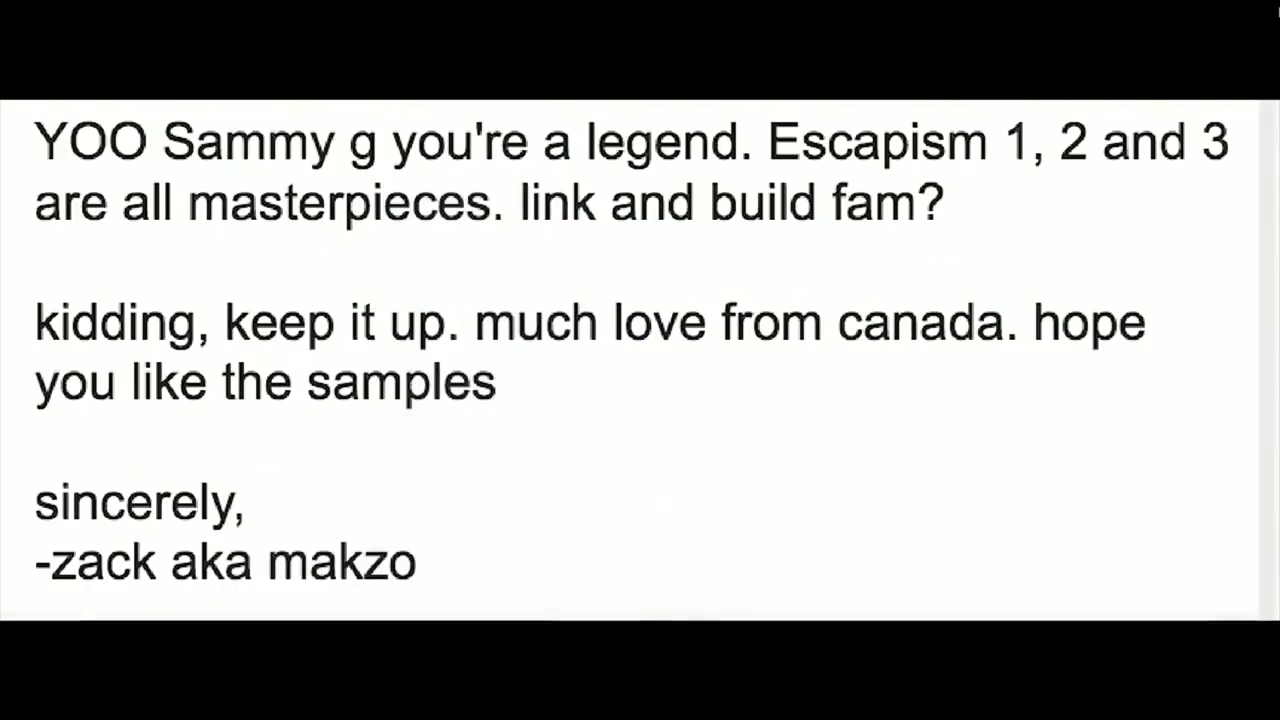 YOO Sammy g you're a legend. Escapism 1, 2 and 3
are all masterpieces. link and build fam?
kidding, keep it up. much love from canada. hope
you like the samples
sincerely,
-zack aka makzo